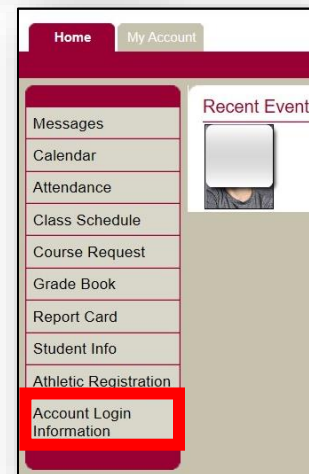 Home
My Account
Recent Event
Messages
Calendar
Attendance
Class Schedule
Course Request
Grade Book
Report Card
Student Info
Athletic Registration
Account Login
Information